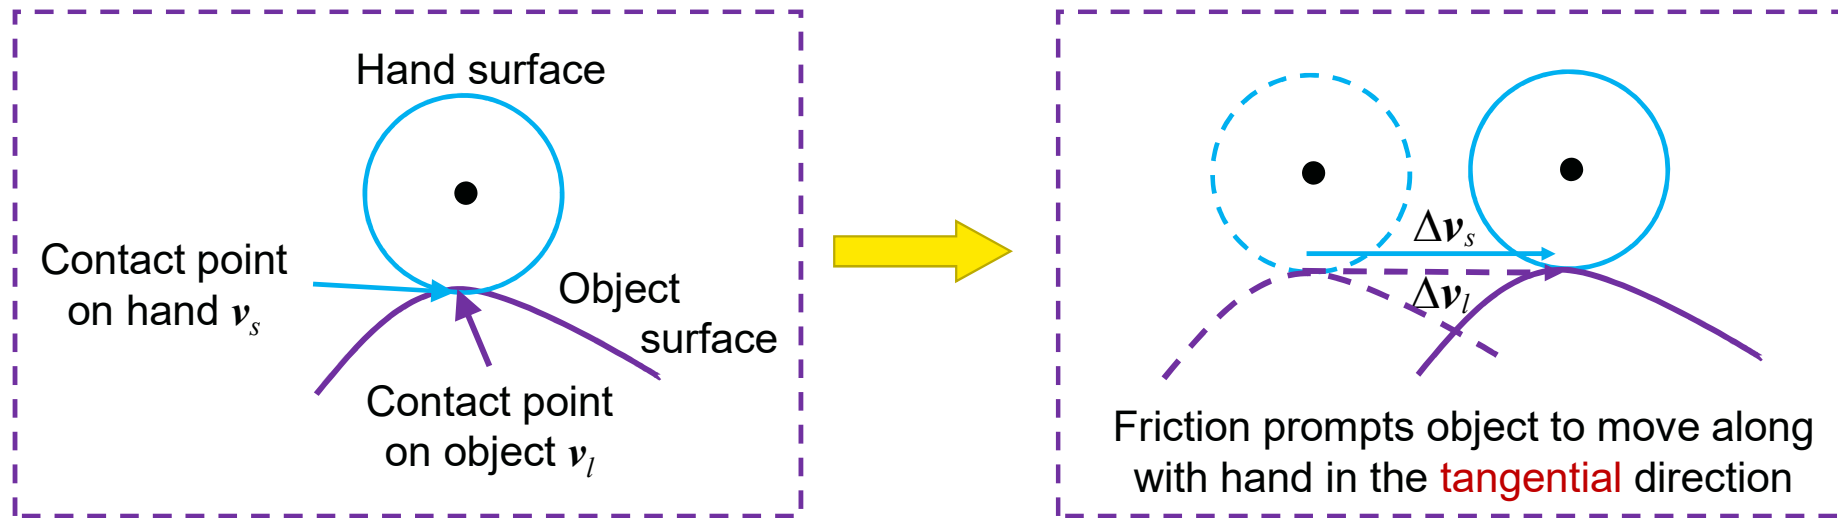 Hand surface
Contact point
on hand vₛ
Object
surface
Contact point
on object vₗ
Δvₛ
Δvₗ
Friction prompts object to move along
with hand in the tangential direction